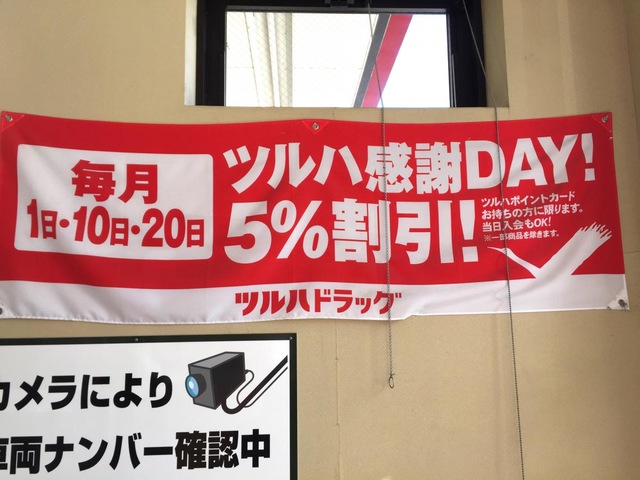 毎月
1日・10日・20日
ツルハ感謝DAY!
5%割引!
ツルハポイントカード
お持ちの方に限ります。
当日入会もOK!
※一部商品を除きます。
ツルハドラッグ
カメラにより
車両ナンバー確認中